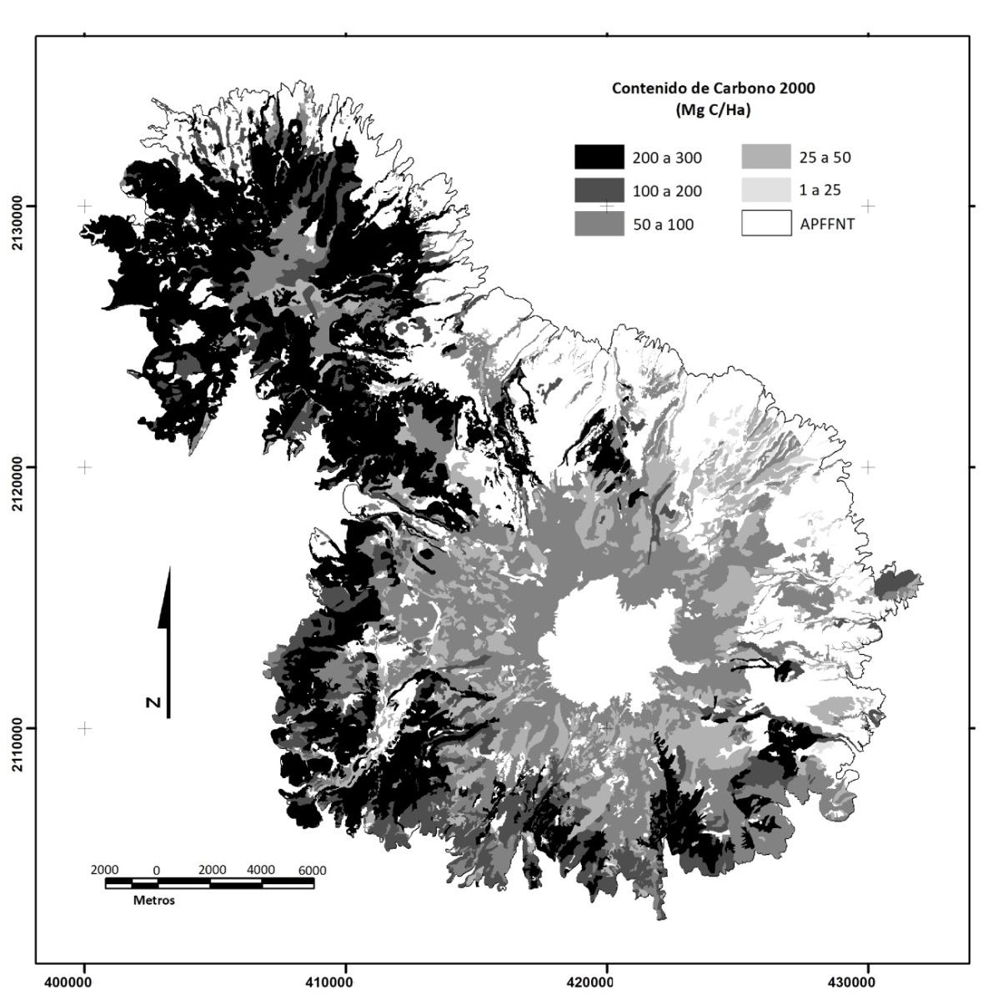 Contenido de Carbono 2000
(Mg C/Ha)
200 a 300
25 a 50
100 a 200
1 a 25
50 a 100
APFFNT
2130000
2120000
2110000
N
2000 0 2000 4000 6000
Metros
400000 410000 420000 430000